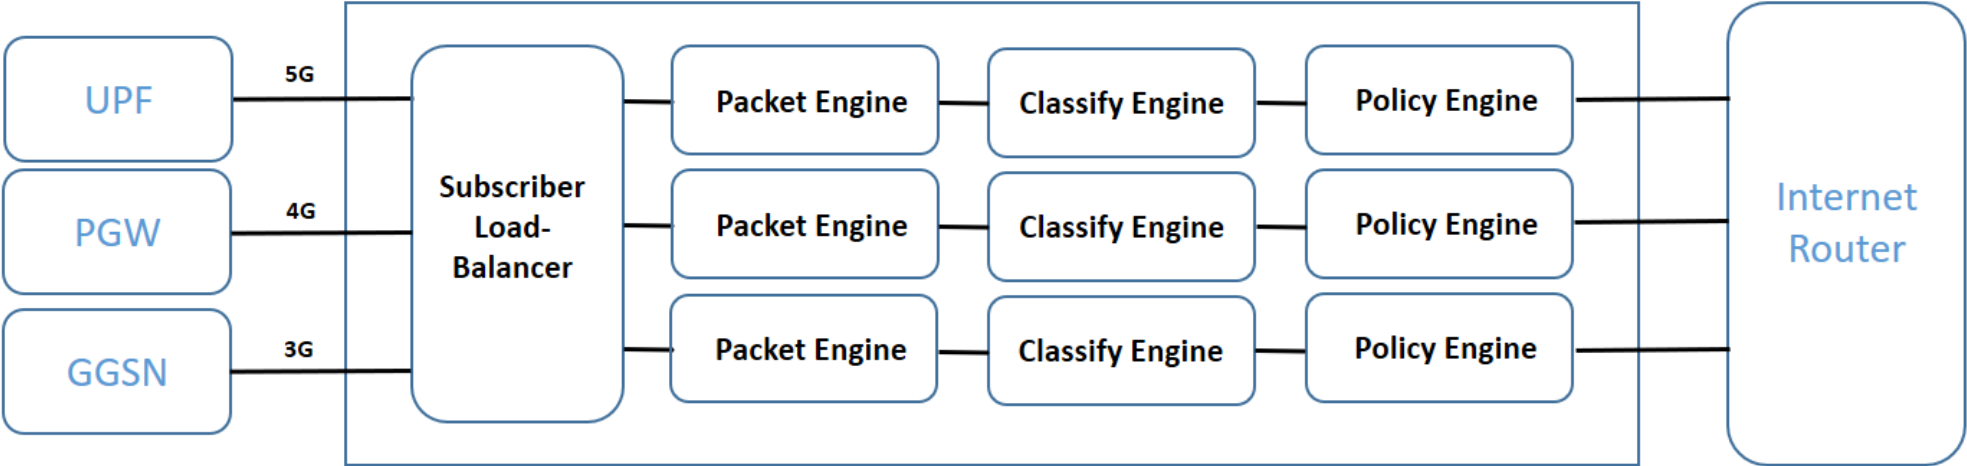 UPF
5G
PGW
4G
GGSN
3G
Subscriber
Load-
Balancer
Packet Engine
Classify Engine
Policy Engine
Packet Engine
Classify Engine
Policy Engine
Packet Engine
Classify Engine
Policy Engine
Internet
Router